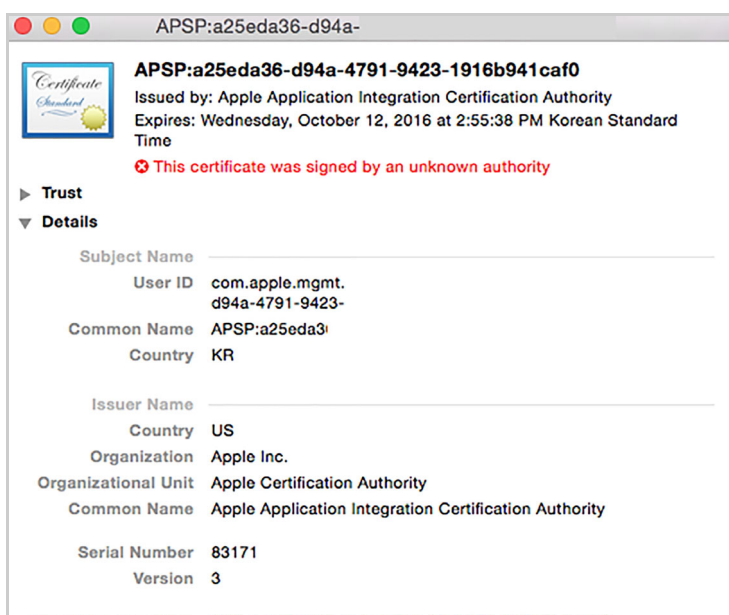 APSP:a25eda36-d94a-
Certificate
Standard
APSP:a25eda36-d94a-4791-9423-1916b941caf0
Issued by: Apple Application Integration Certification Authority
Expires: Wednesday, October 12, 2016 at 2:55:38 PM Korean Standard
Time
This certificate was signed by an unknown authority
Trust
Details
Subject Name
User ID com.apple.mgmt.
d94a-4791-9423-
Common Name APSP:a25eda3
Country KR
Issuer Name
Country US
Organization Apple Inc.
Organizational Unit Apple Certification Authority
Common Name Apple Application Integration Certification Authority
Serial Number 83171
Version 3